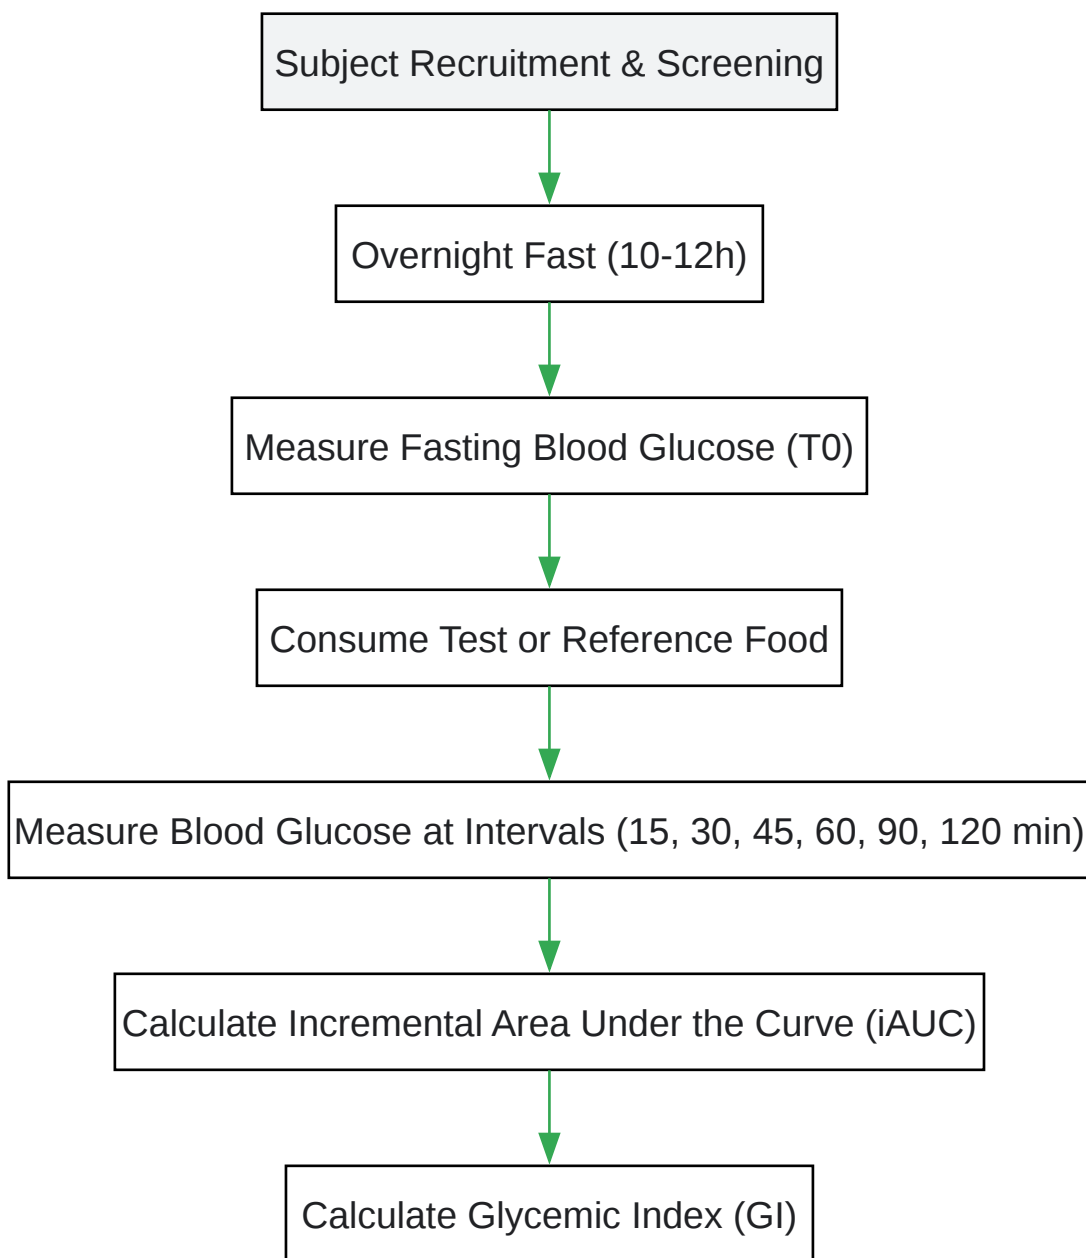 Subject Recruitment & Screening
Overnight Fast (10-12h)
Measure Fasting Blood Glucose (T0)
Consume Test or Reference Food
Measure Blood Glucose at Intervals (15, 30, 45, 60, 90, 120 min)
Calculate Incremental Area Under the Curve (iAUC)
Calculate Glycemic Index (GI)